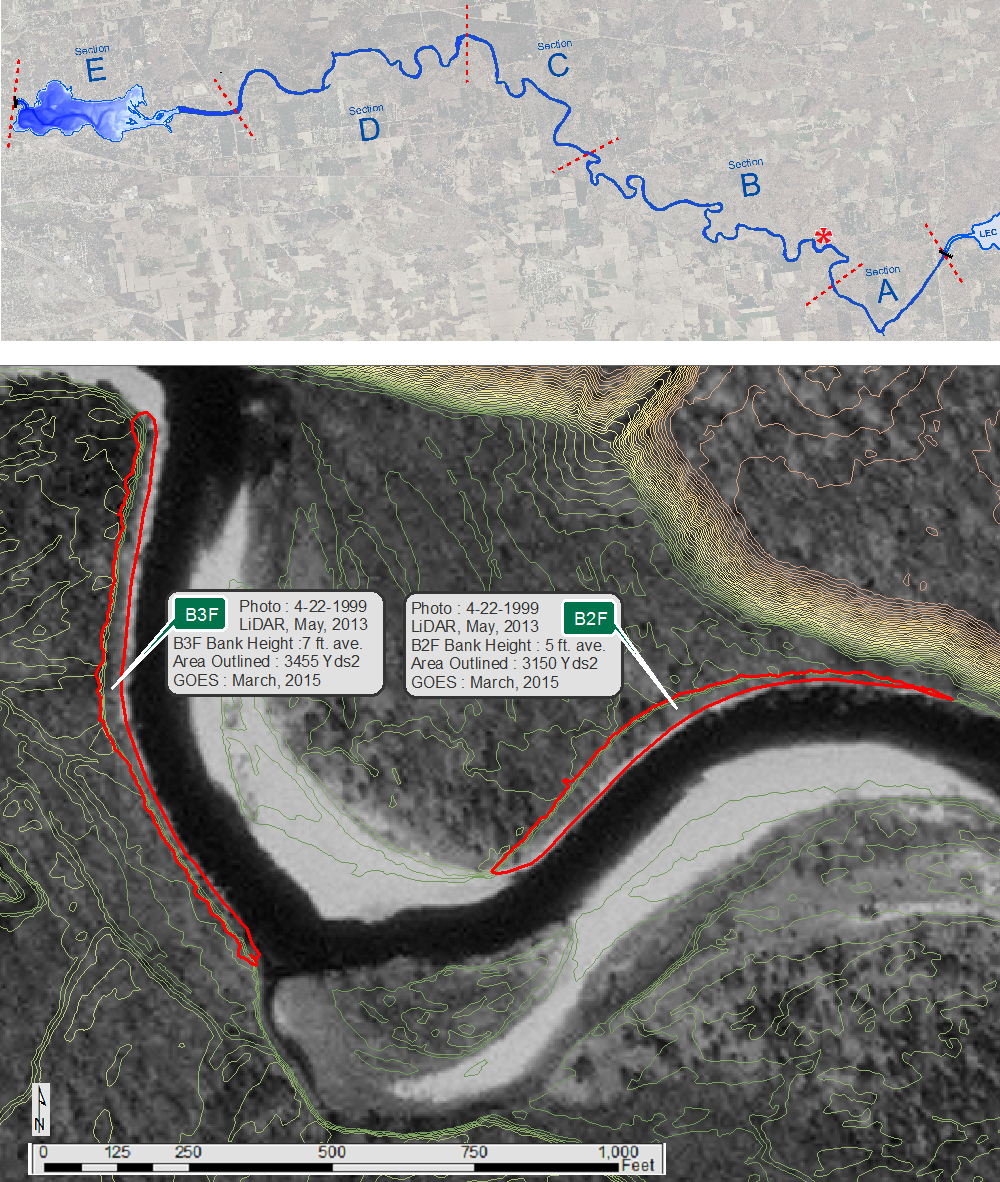 Section
E
Section
D
Section
C
Section
B
Section
A
LEC
B3F
Photo : 4-22-1999
LiDAR, May, 2013
B3F Bank Height :7 ft. ave.
Area Outlined : 3455 Yds2
GOES : March, 2015
B2F
Photo : 4-22-1999
LiDAR, May, 2013
B2F Bank Height : 5 ft. ave.
Area Outlined : 3150 Yds2
GOES : March, 2015
N
0 125 250 500 750 1,000
Feet